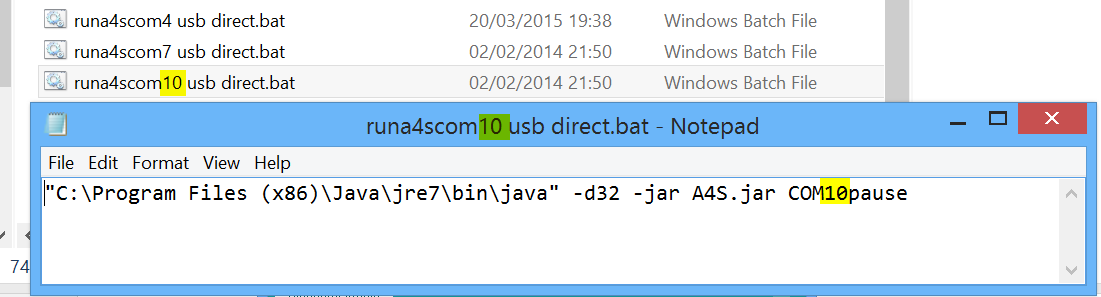 runa4scom4 usb direct.bat 20/03/2015 19:38 Windows Batch File
runa4scom7 usb direct.bat 02/02/2014 21:50 Windows Batch File
runa4scom10 usb direct.bat 02/02/2014 21:50 Windows Batch File
runa4scom10 usb direct.bat - Notepad
File Edit Format View Help
"C:\Program Files (x86)\Java\jre7\bin\java" -d32 -jar A4S.jar COM10pause
74